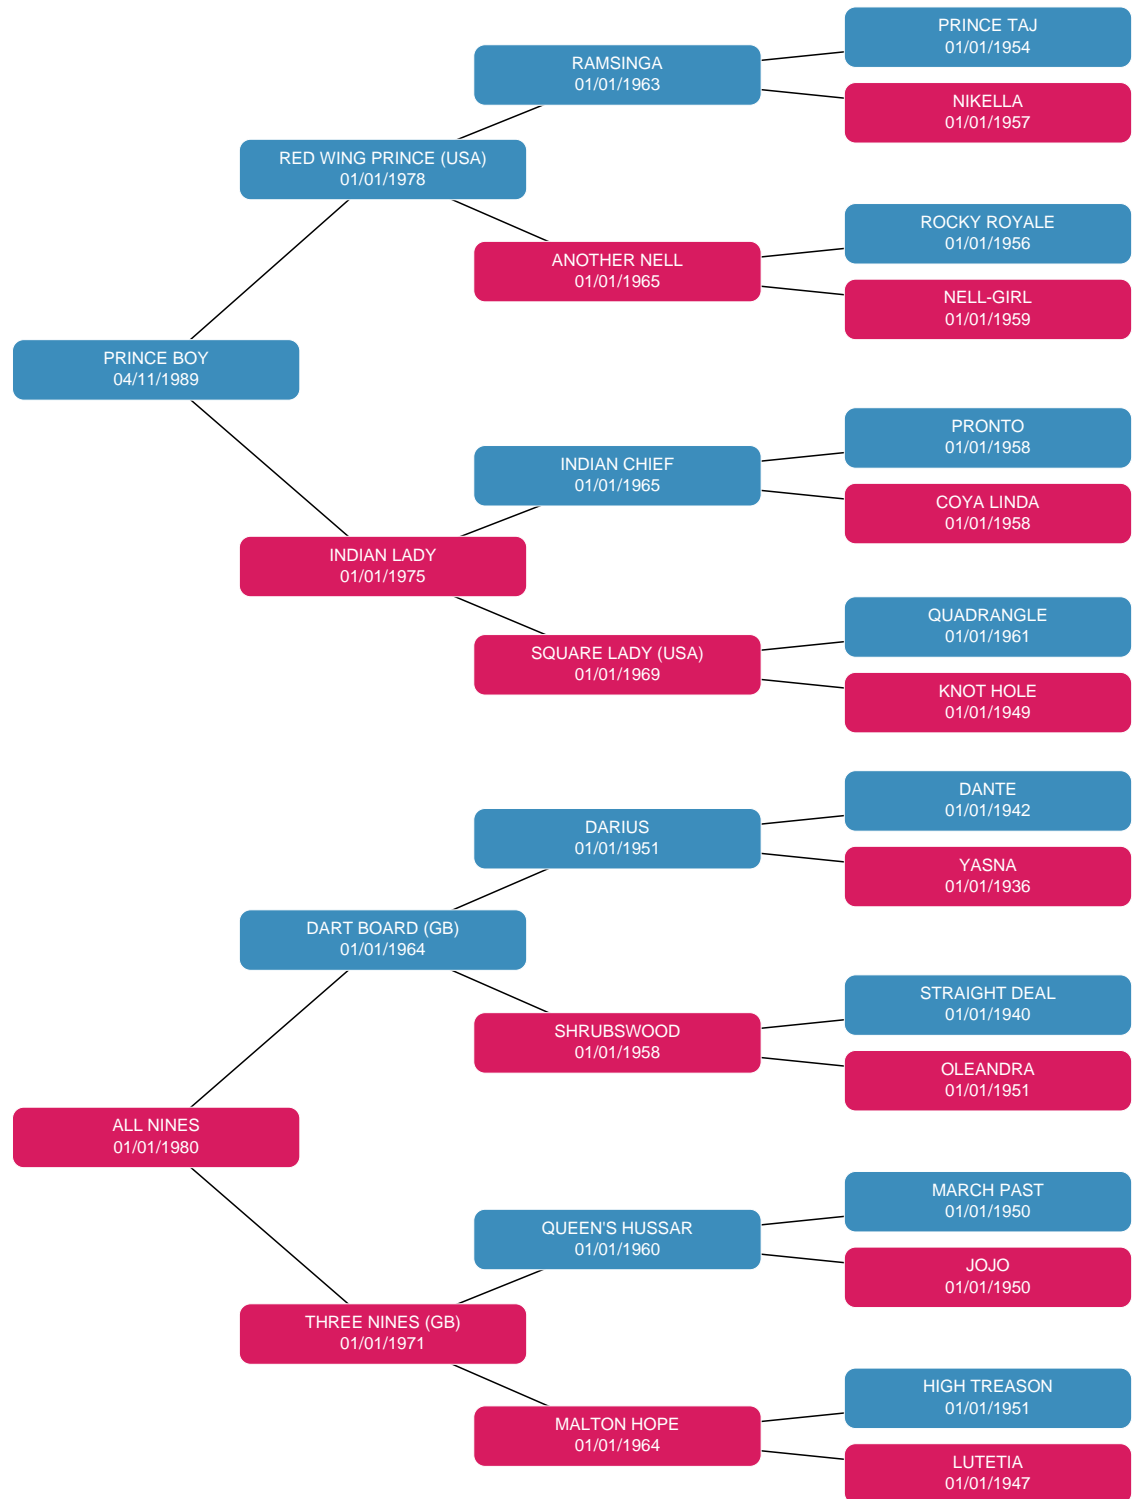 PRINCE TAJ
01/01/1954
RAMSINGA
01/01/1963
NIKELLA
01/01/1957
RED WING PRINCE (USA)
01/01/1978
ROCKY ROYALE
01/01/1956
ANOTHER NELL
01/01/1965
NELL-GIRL
01/01/1959
PRINCE BOY
04/11/1989
PRONTO
01/01/1958
INDIAN CHIEF
01/01/1965
COYA LINDA
01/01/1958
INDIAN LADY
01/01/1975
QUADRANGLE
01/01/1961
SQUARE LADY (USA)
01/01/1969
KNOT HOLE
01/01/1949
DANTE
01/01/1942
DARIUS
01/01/1951
YASNA
01/01/1936
DART BOARD (GB)
01/01/1964
STRAIGHT DEAL
01/01/1940
SHRUBSWOOD
01/01/1958
OLEANDRA
01/01/1951
ALL NINES
01/01/1980
MARCH PAST
01/01/1950
QUEEN'S HUSSAR
01/01/1960
JOJO
01/01/1950
THREE NINES (GB)
01/01/1971
HIGH TREASON
01/01/1951
MALTON HOPE
01/01/1964
LUTETIA
01/01/1947